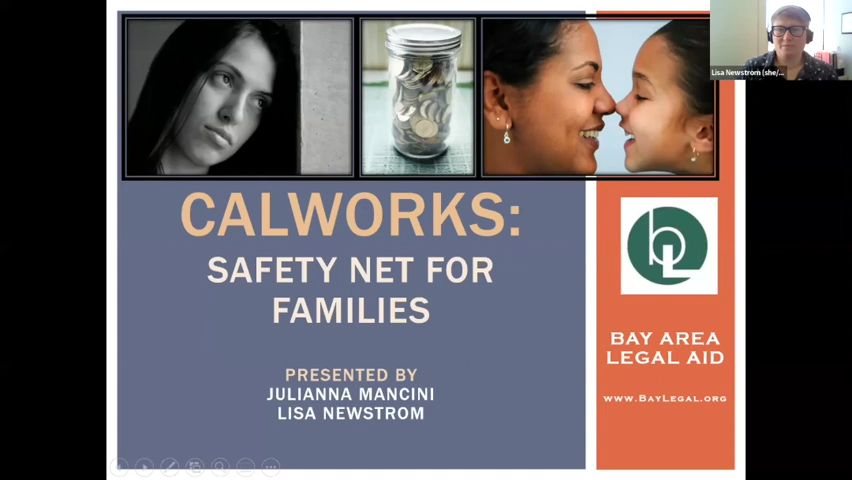 Lisa Newstrom (she/...
CALWORKS:
SAFETY NET FOR
FAMILIES
PRESENTED BY
JULIANNA MANCINI
LISA NEWSTROM
bL
BAY AREA
LEGAL AID
www.BayLegal.org